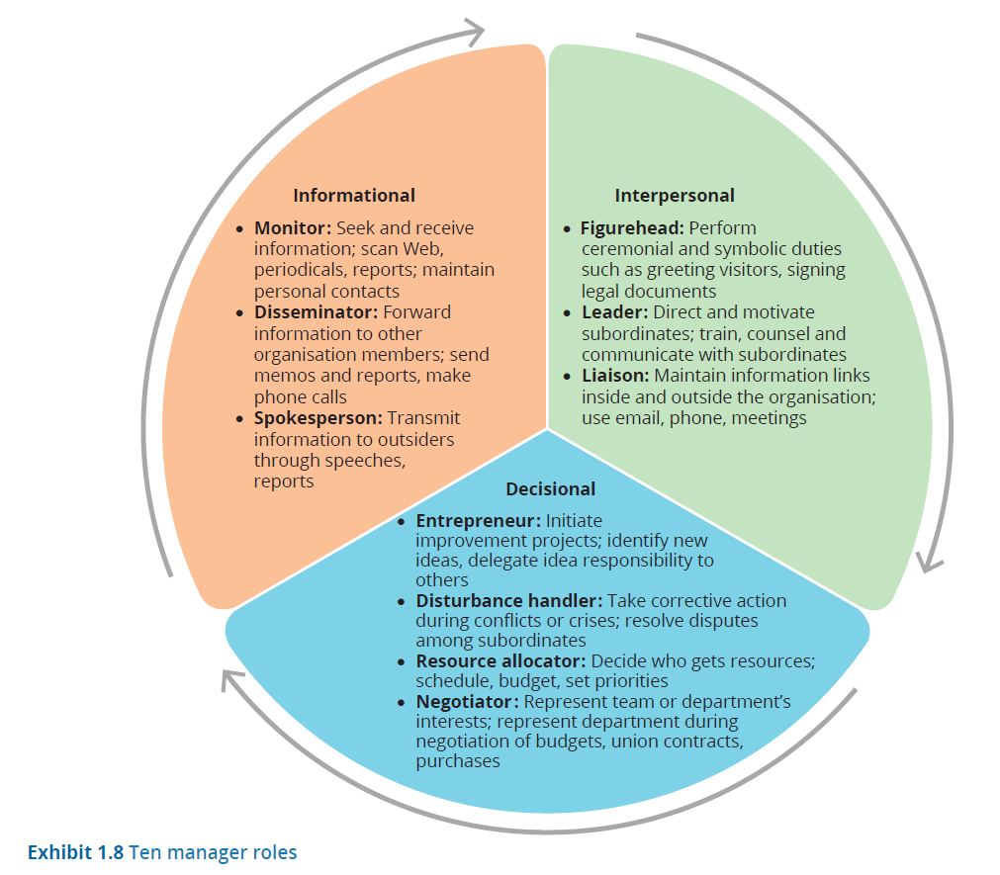 Informational
• Monitor: Seek and receive
information; scan Web,
periodicals, reports; maintain
personal contacts
• Disseminator: Forward
information to other
organisation members; send
memos and reports, make
phone calls
• Spokesperson: Transmit
information to outsiders
through speeches,
reports
Interpersonal
• Figurehead: Perform
ceremonial and symbolic duties
such as greeting visitors, signing
legal documents
• Leader: Direct and motivate
subordinates; train, counsel and
communicate with subordinates
• Liaison: Maintain information links
inside and outside the organisation;
use email, phone, meetings
Decisional
• Entrepreneur: Initiate
improvement projects; identify new
ideas, delegate idea responsibility to
others
• Disturbance handler: Take corrective action
during conflicts or crises; resolve disputes
among subordinates
• Resource allocator: Decide who gets resources;
schedule, budget, set priorities
• Negotiator: Represent team or department’s
interests; represent department during
negotiation of budgets, union contracts,
purchases
Exhibit 1.8 Ten manager roles